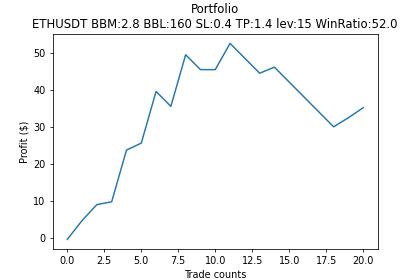 Portfolio
ETHUSDT BBM:2.8 BBL:160 SL:0.4 TP:1.4 lev:15 WinRatio:52.0
50
40
30
20
10
0
Profit ($)
0.0 2.5 5.0 7.5 10.0 12.5 15.0 17.5 20.0
Trade counts